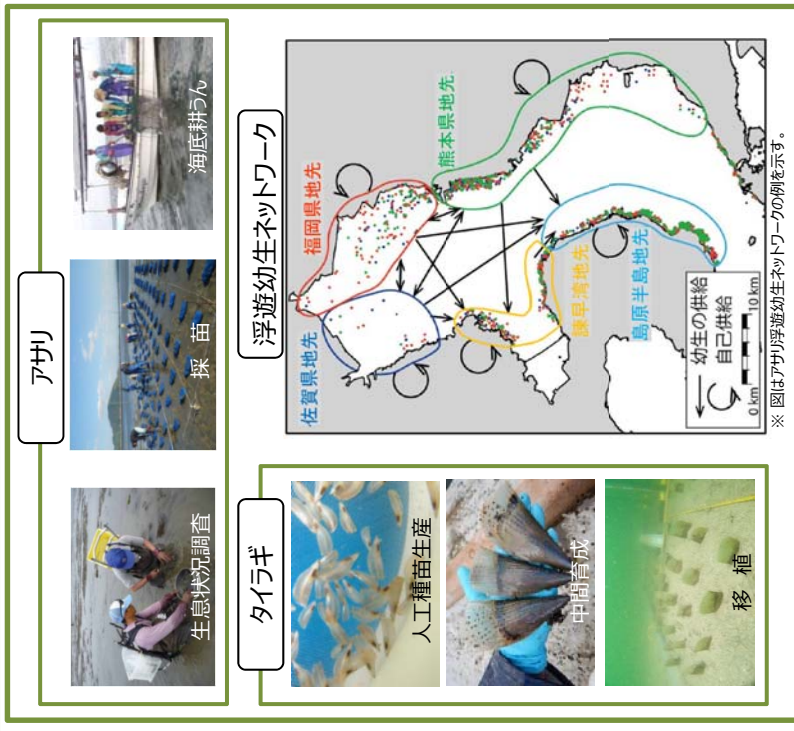 アサリ
生息状況調査
採 苗
海底耕うん
タイラギ
人工種苗生産
中間育成
移 植
浮遊幼生ネットワーク
佐賀県地先
福岡県地先
熊本県地先
諫早湾地先
島原半島地先
幼生の供給
自己供給
0 km
10 km
※ 図はアサリ浮遊幼生ネットワークの例を示す。